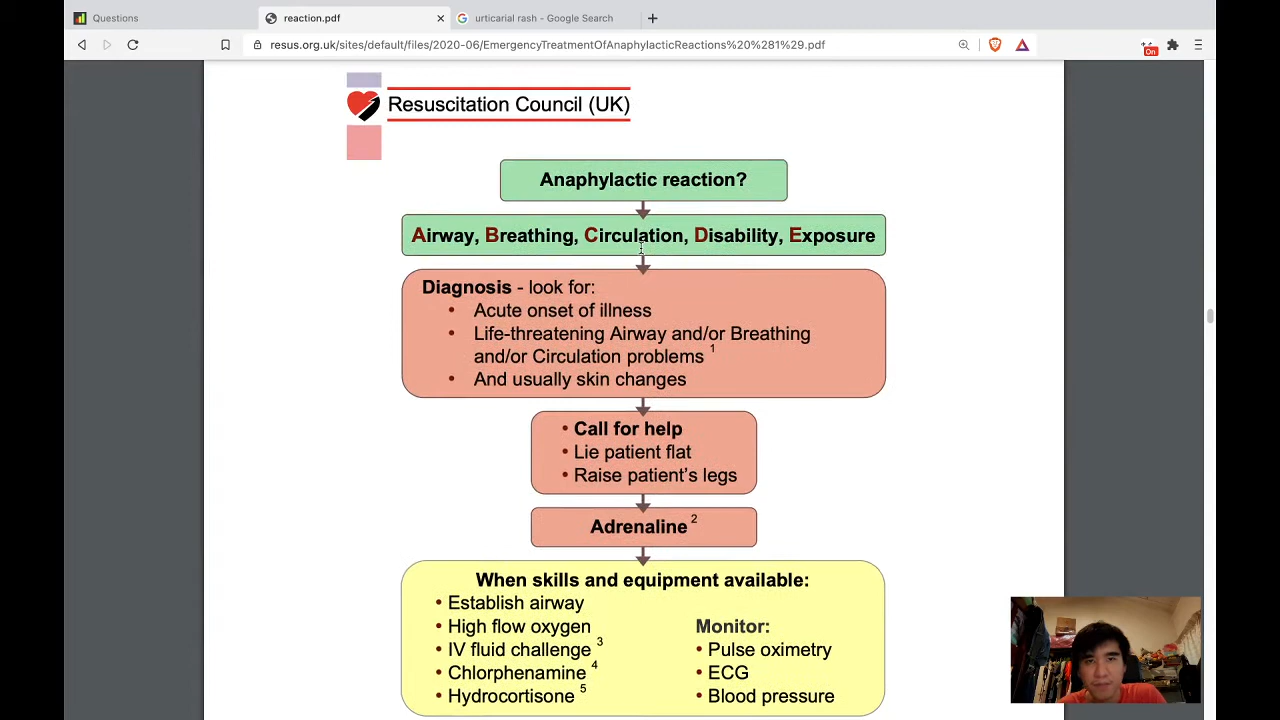 Questions
reaction.pdf
urticarial rash - Google Search
resus.org.uk/sites/default/files/2020-06/EmergencyTreatmentOfAnaphylacticReactions%20%281%29.pdf
On
Resuscitation Council (UK)
Anaphylactic reaction?
Airway, Breathing, Circulation, Disability, Exposure
Diagnosis - look for:
• Acute onset of illness
• Life-threatening Airway and/or Breathing
and/or Circulation problems 1
• And usually skin changes
• Call for help
• Lie patient flat
• Raise patient's legs
Adrenaline 2
When skills and equipment available:
• Establish airway
• High flow oxygen
• IV fluid challenge 3
• Chlorphenamine 4
• Hydrocortisone 5
Monitor:
• Pulse oximetry
• ECG
• Blood pressure